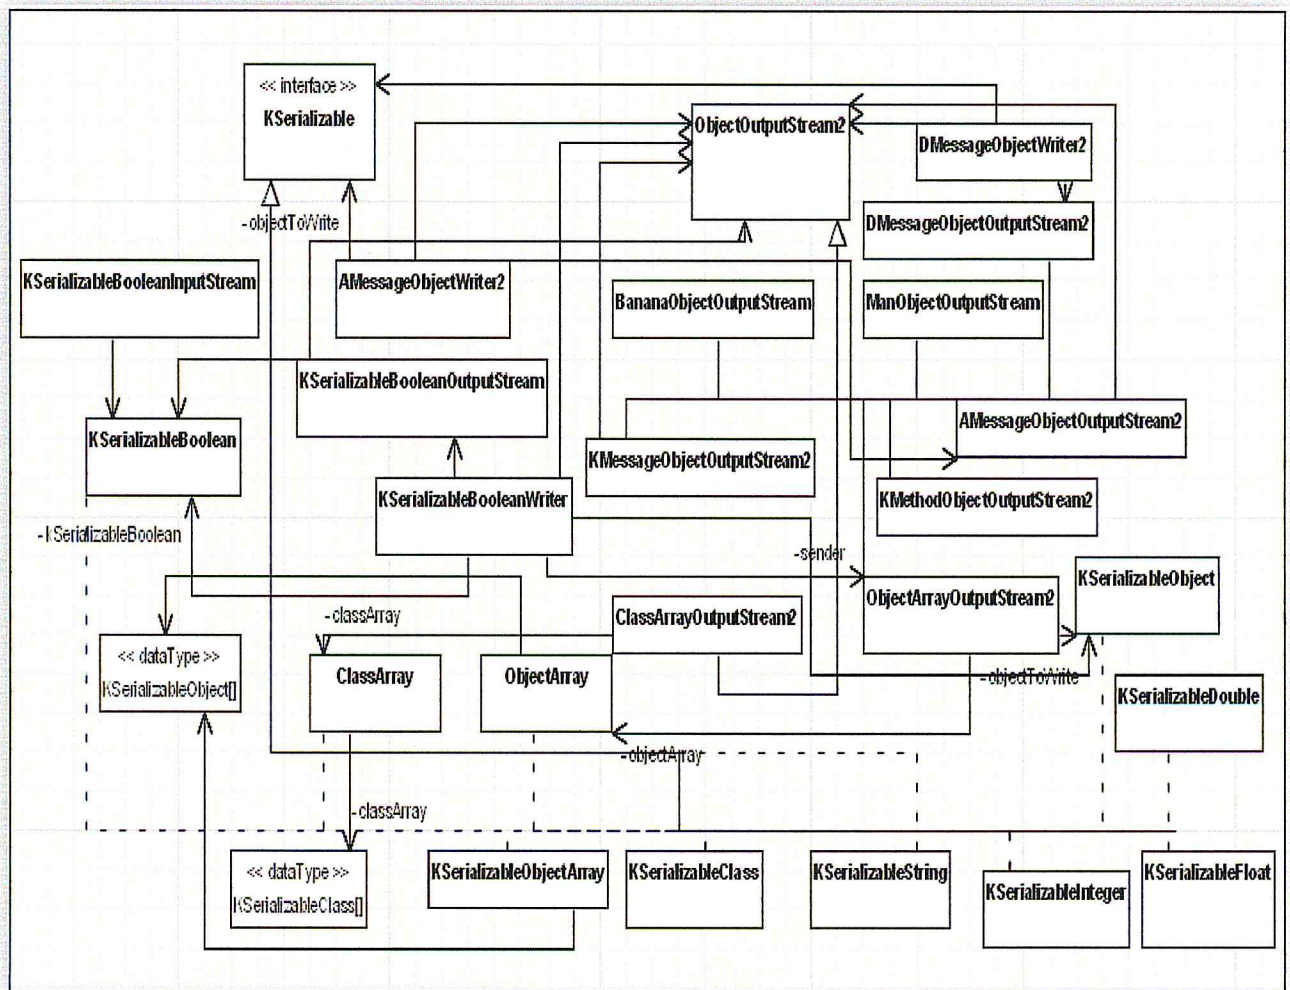 << interface >>
KSerializable
ObjectOutputStream2
DMessageObjectWriter2
-objectToWrite
DMessageObjectOutputStream2
KSerializableBooleanInputStream
AMessageObjectWriter2
BananaObjectOutputStream
ManObjectOutputStream
KSerializableBooleanOutputStream
KSerializableBoolean
AMessageObjectOutputStream2
KMessageObjectOutputStream2
KSerializableBooleanWriter
KMethodObjectOutputStream2
-kSerializableBoolean
-sender
KSerializableObject
-classArray
ClassArrayOutputStream2
ObjectArrayOutputStream2
<< dataType >>
KSerializableObject[]
ClassArray
ObjectArray
-objectToWrite
KSerializableDouble
-objectArray
-classArray
<< dataType >>
KSerializableClass[]
KSerializableObjectArray
KSerializableClass
KSerializableString
KSerializableInteger
KSerializableFloat